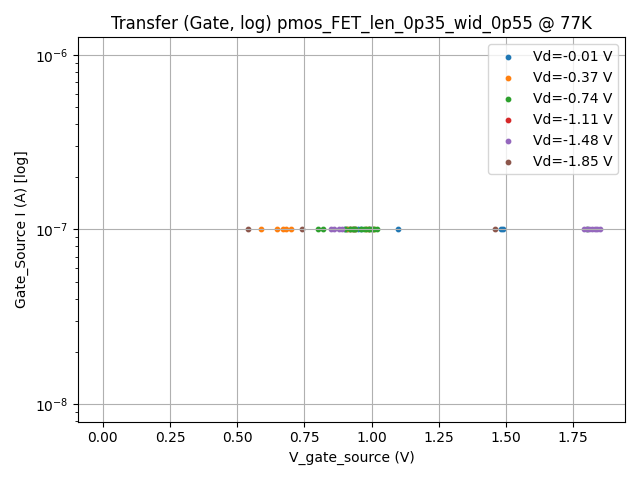 Transfer (Gate, log) pmos_FET_len_0p35_wid_0p55 @ 77K
Vd=-0.01 V
Vd=-0.37 V
Vd=-0.74 V
Vd=-1.11 V
Vd=-1.48 V
Vd=-1.85 V
Gate_Source I (A) [log]
10⁻⁶
10⁻⁷
10⁻⁸
0.00 0.25 0.50 0.75 1.00 1.25 1.50 1.75
V_gate_source (V)